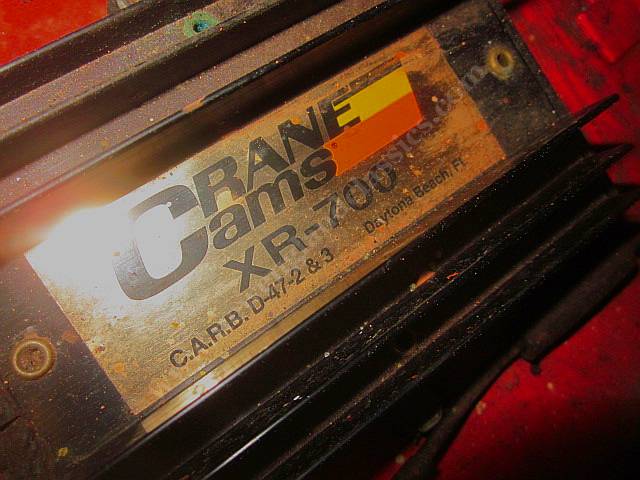 CRANE
Cams®
XR-700
C.A.R.B. D-47-2 & 3 Daytona Beach, Fl